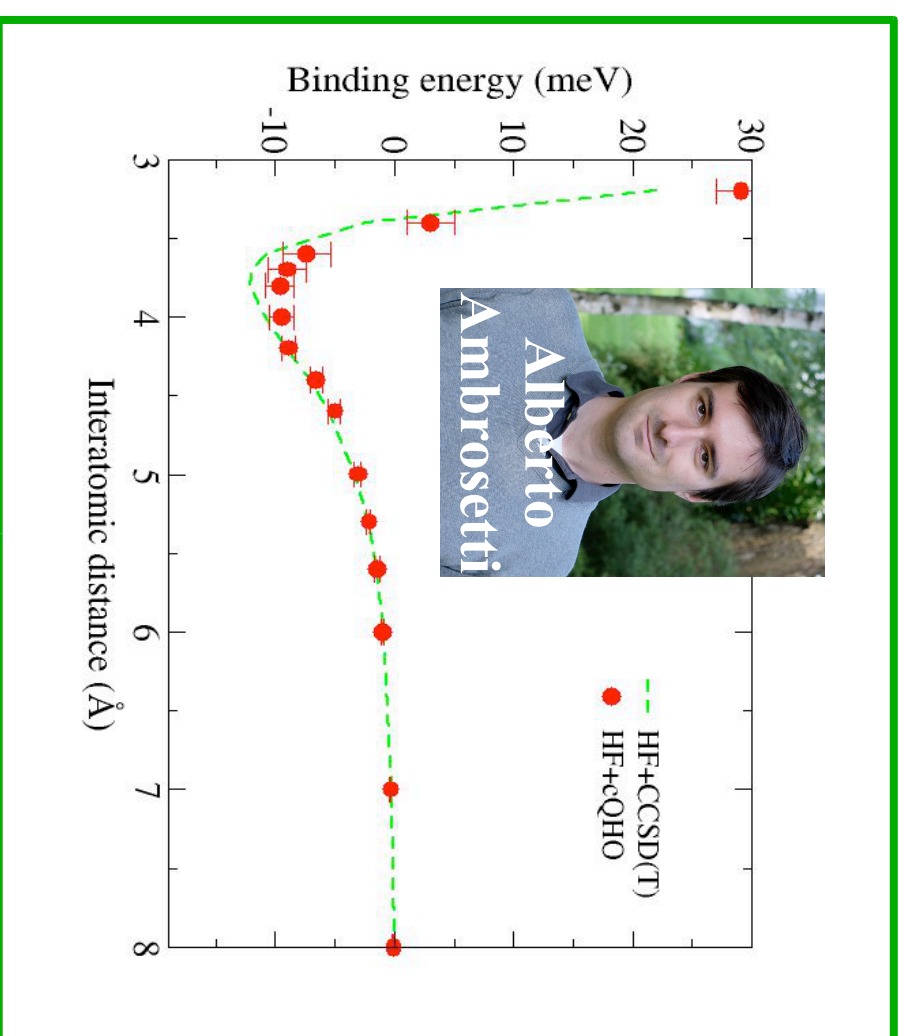 Binding energy (meV)
30
20
10
0
-10
3
4
5
6
7
8
Interatomic distance (Å)
HF+CCSD(T)
HF+cQHO
Alberto
Ambrosetti